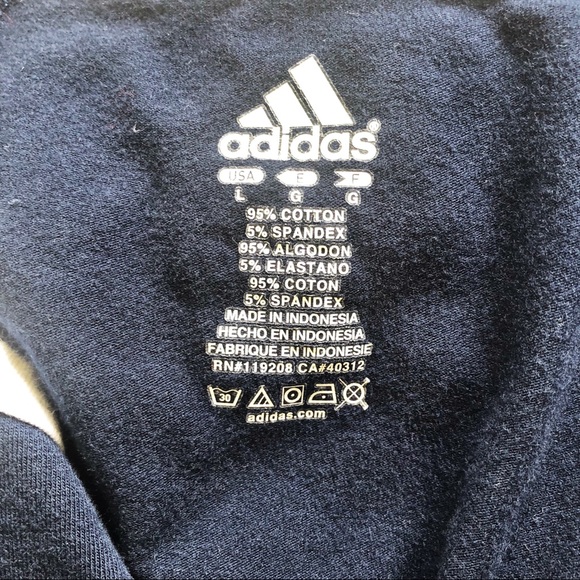 adidas®
USA E F
L G G
95% COTTON
5% SPANDEX
95% ALGODON
5% ELASTANO
95% COTON
5% SPANDEX
MADE IN INDONESIA
HECHO EN INDONESIA
FABRIQUE EN INDONESIE
RN#119208 CA#40312
30
adidas.com